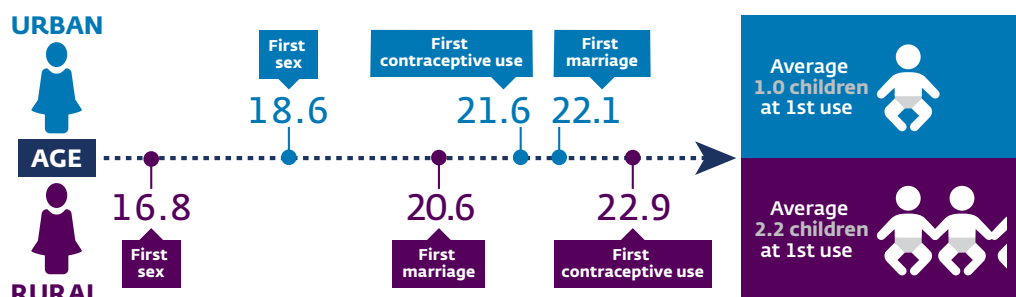 URBAN
First
sex
18.6
First
contraceptive use
21.6
First
marriage
22.1
AGE
16.8
First
sex
20.6
First
marriage
22.9
First
contraceptive use
RURAL
Average
1.0 children
at 1st use
Average
2.2 children
at 1st use